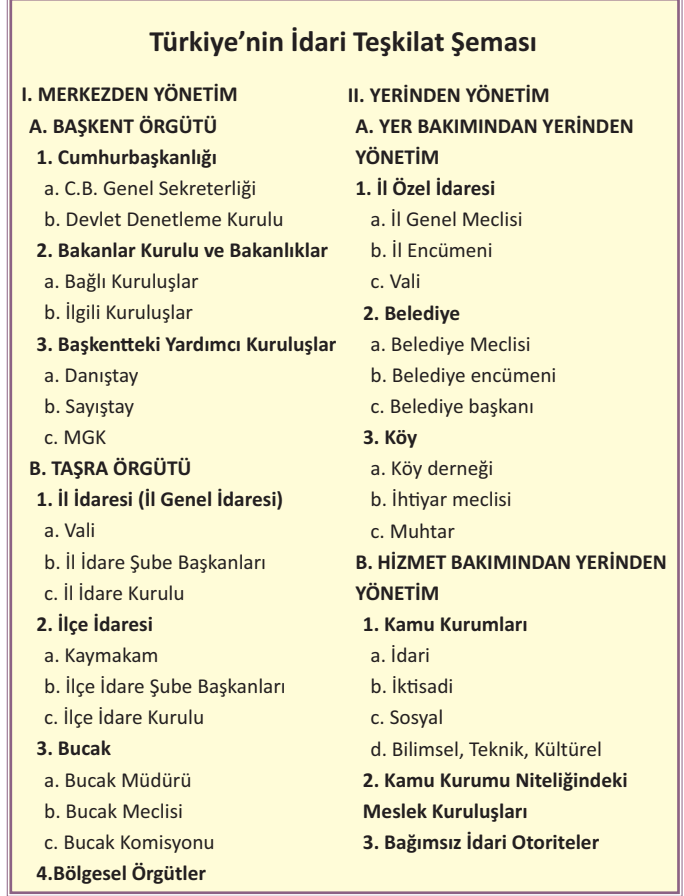 Türkiye’nin İdari Teşkilat Şeması
I. MERKEZDEN YÖNETİM
A. BAŞKENT ÖRGÜTÜ
1. Cumhurbaşkanlığı
a. C.B. Genel Sekreterliği
b. Devlet Denetleme Kurulu
2. Bakanlar Kurulu ve Bakanlıklar
a. Bağlı Kuruluşlar
b. İlgili Kuruluşlar
3. Başkentteki Yardımcı Kuruluşlar
a. Danıştay
b. Sayıştay
c. MGK
B. TAŞRA ÖRGÜTÜ
1. İl İdaresi (İl Genel İdaresi)
a. Vali
b. İl İdare Şube Başkanları
c. İl İdare Kurulu
2. İlçe İdaresi
a. Kaymakam
b. İlçe İdare Şube Başkanları
c. İlçe İdare Kurulu
3. Bucak
a. Bucak Müdürü
b. Bucak Meclisi
c. Bucak Komisyonu
4.Bölgesel Örgütler
II. YERİNDEN YÖNETİM
A. YER BAKIMINDAN YERİNDEN
YÖNETİM
1. İl Özel İdaresi
a. İl Genel Meclisi
b. İl Encümeni
c. Vali
2. Belediye
a. Belediye Meclisi
b. Belediye encümeni
c. Belediye başkanı
3. Köy
a. Köy derneği
b. İhtiyar meclisi
c. Muhtar
B. HİZMET BAKIMINDAN YERİNDEN
YÖNETİM
1. Kamu Kurumları
a. İdari
b. İktisadi
c. Sosyal
d. Bilimsel, Teknik, Kültürel
2. Kamu Kurumu Niteliğindeki
Meslek Kuruluşları
3. Bağımsız İdari Otoriteler